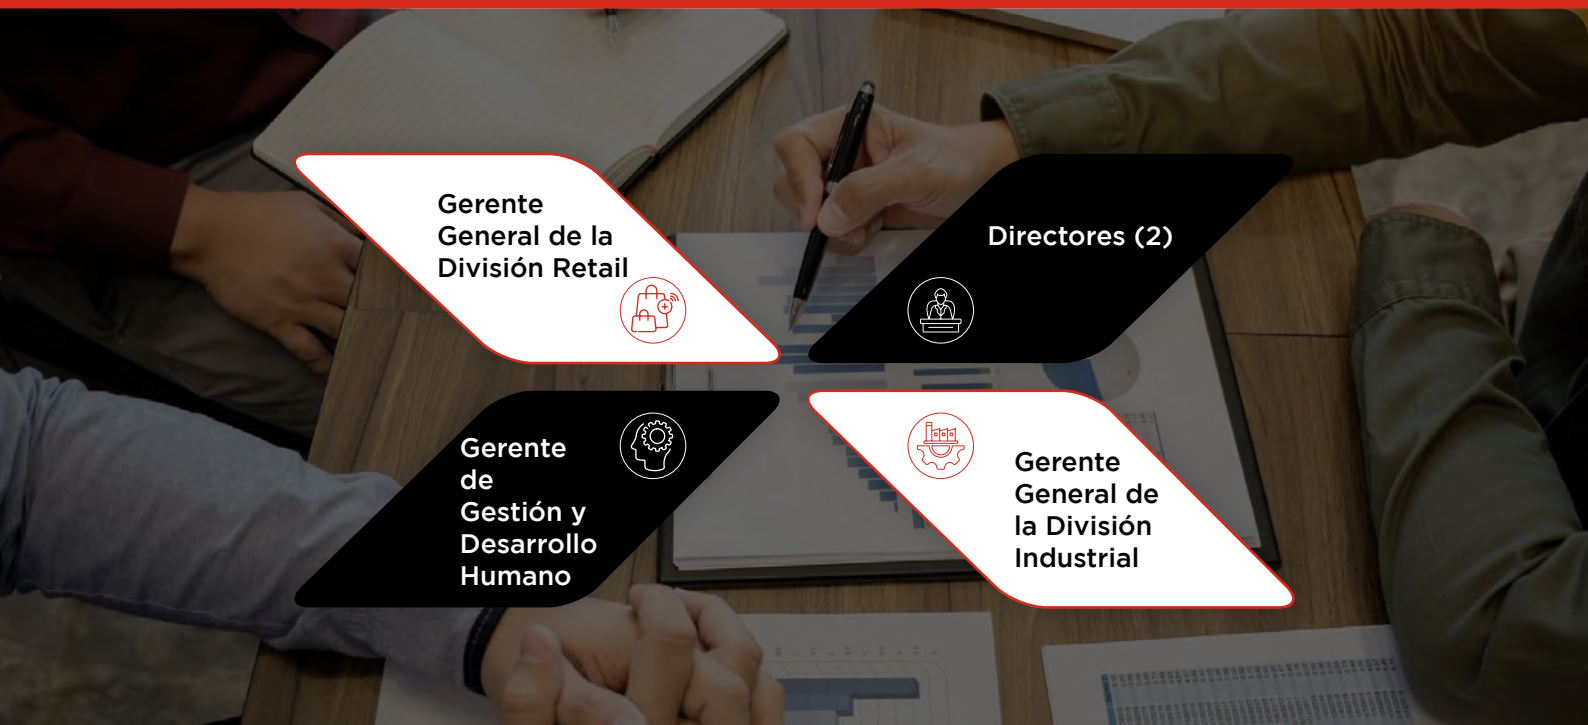 Gerente
General de la
División Retail
Directores (2)
Gerente
de
Gestión y
Desarrollo
Humano
Gerente
General de
la División
Industrial